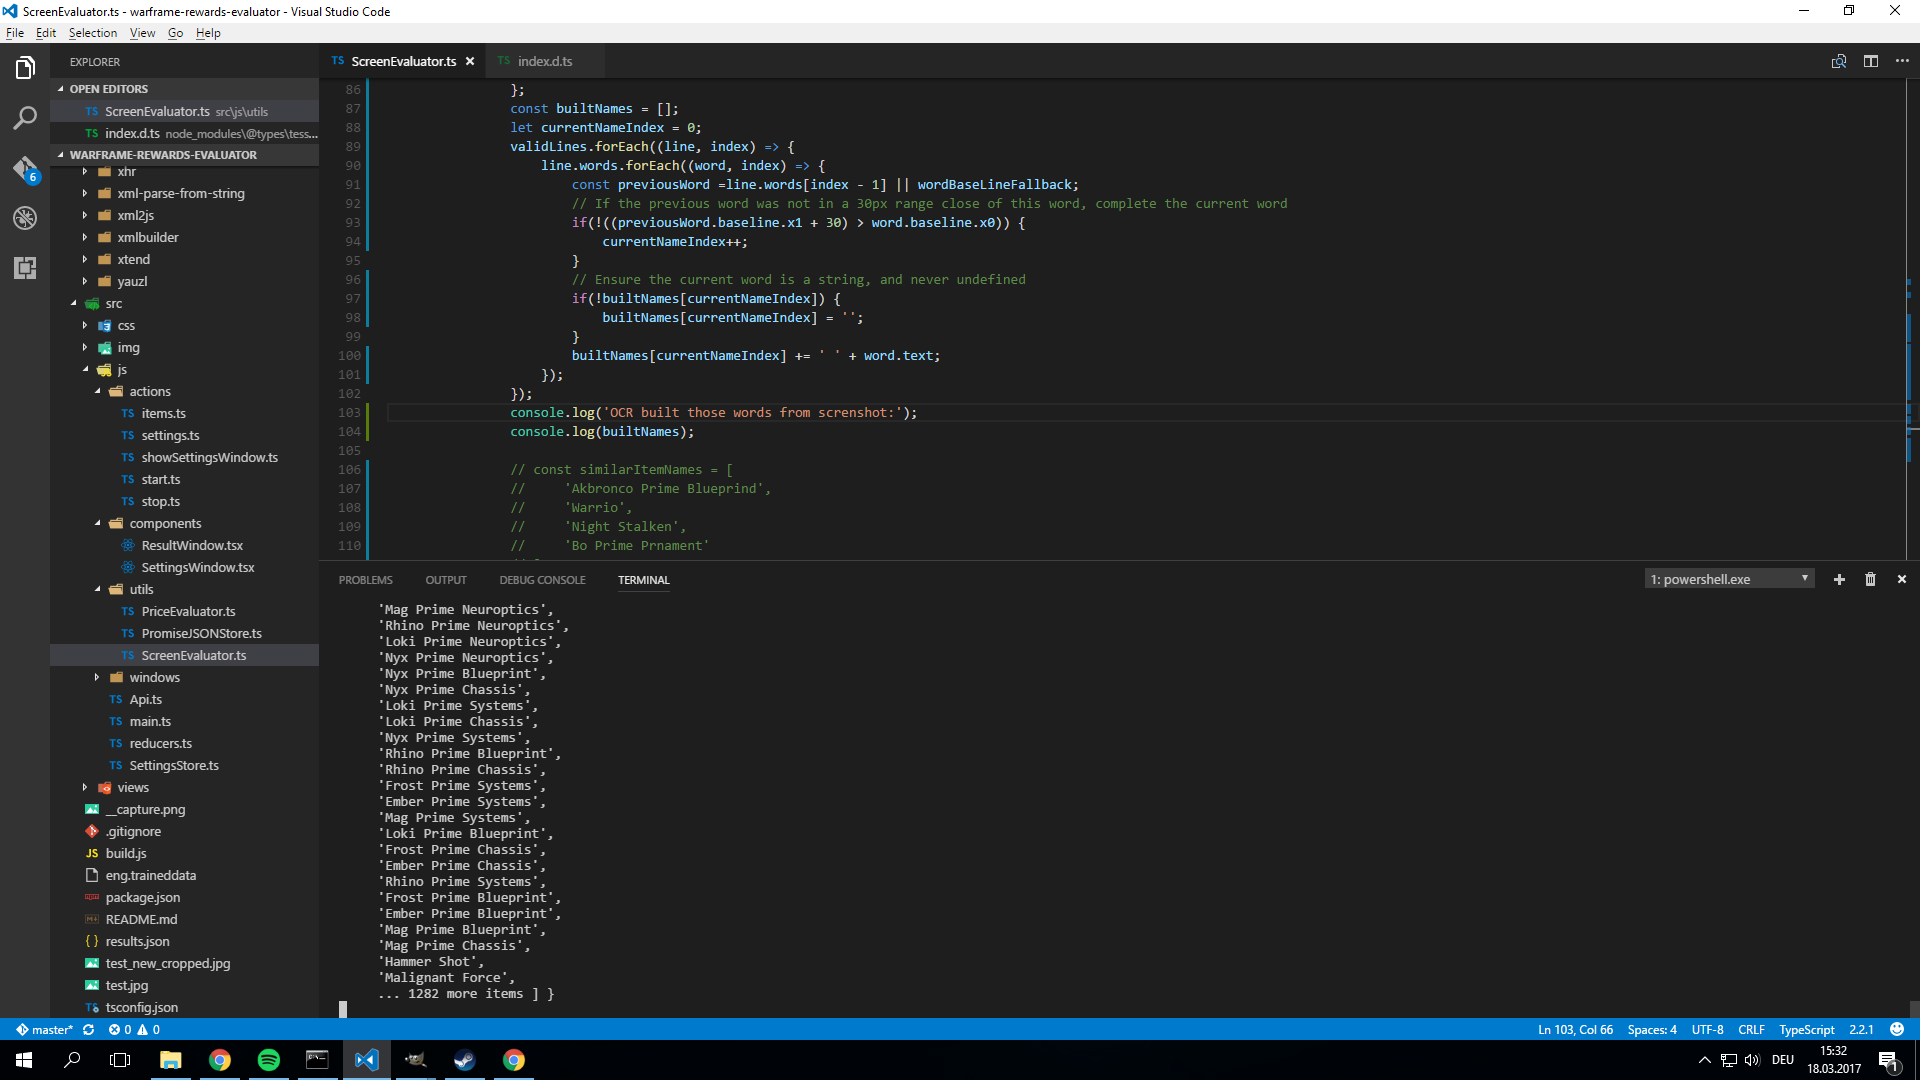 ScreenEvaluator.ts - warframe-rewards-evaluator - Visual Studio Code
File Edit Selection View Go Help
EXPLORER
OPEN EDITORS
TS ScreenEvaluator.ts src\js\utils
TS index.d.ts node_modules\@types\tess...
WARFRAME-REWARDS-EVALUATOR
xhr
xml-parse-from-string
xml2js
xmlbuilder
xtend
yauzl
src
css
img
js
actions
TS items.ts
TS settings.ts
TS showSettingsWindow.ts
TS start.ts
TS stop.ts
components
ResultWindow.tsx
SettingsWindow.tsx
utils
TS PriceEvaluator.ts
TS PromiseJSONStore.ts
TS ScreenEvaluator.ts
windows
TS Api.ts
TS main.ts
TS reducers.ts
TS SettingsStore.ts
views
__capture.png
.gitignore
JS build.js
eng.traineddata
package.json
README.md
{ } results.json
test_new_cropped.jpg
test.jpg
TS tsconfig.json
6
TS ScreenEvaluator.ts TS index.d.ts
86 };
87 const builtNames = [];
88 let currentNameIndex = 0;
89 validLines.forEach((line, index) => {
90 line.words.forEach((word, index) => {
91 const previousWord =line.words[index - 1] || wordBaseLineFallback;
92 // If the previous word was not in a 30px range close of this word, complete the current word
93 if(!((previousWord.baseline.x1 + 30) > word.baseline.x0)) {
94 currentNameIndex++;
95 }
96 // Ensure the current word is a string, and never undefined
97 if(!builtNames[currentNameIndex]) {
98 builtNames[currentNameIndex] = '';
99 }
100 builtNames[currentNameIndex] += ' ' + word.text;
101 });
102 });
103 console.log('OCR built those words from screnshot:');
104 console.log(builtNames);
105
106 // const similarItemNames = [
107 // 'Akbronco Prime Blueprind',
108 // 'Warrio',
109 // 'Night Stalken',
110 // 'Bo Prime Prnament'
PROBLEMS OUTPUT DEBUG CONSOLE TERMINAL 1: powershell.exe
'Mag Prime Neuroptics',
'Rhino Prime Neuroptics',
'Loki Prime Neuroptics',
'Nyx Prime Neuroptics',
'Nyx Prime Blueprint',
'Nyx Prime Chassis',
'Loki Prime Systems',
'Loki Prime Chassis',
'Nyx Prime Systems',
'Rhino Prime Blueprint',
'Rhino Prime Chassis',
'Frost Prime Systems',
'Ember Prime Systems',
'Mag Prime Systems',
'Loki Prime Blueprint',
'Frost Prime Chassis',
'Ember Prime Chassis',
'Rhino Prime Systems',
'Frost Prime Blueprint',
'Ember Prime Blueprint',
'Mag Prime Blueprint',
'Mag Prime Chassis',
'Hammer Shot',
'Malignant Force',
... 1282 more items ] }
master* 0 0 Ln 103, Col 66 Spaces: 4 UTF-8 CRLF TypeScript 2.2.1
DEU 15:32
18.03.2017
1